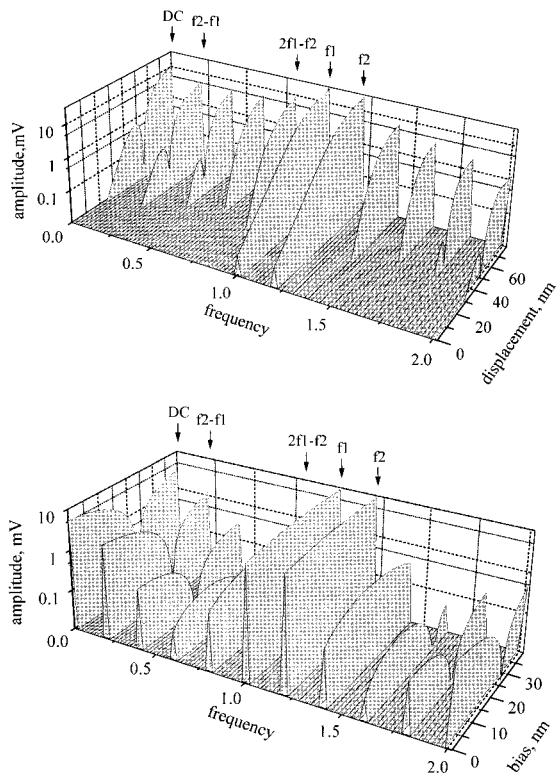 DC f2-f1 2f1-f2 f1 f2
amplitude,mV
10
1
0.1
0.0 0.5 1.0 1.5 2.0
frequency
0 20 40 60
displacement, nm
DC f2-f1 2f1-f2 f1 f2
amplitude, mV
10
1
0.1
0.0 0.5 1.0 1.5 2.0
frequency
0 10 20 30
bias, nm